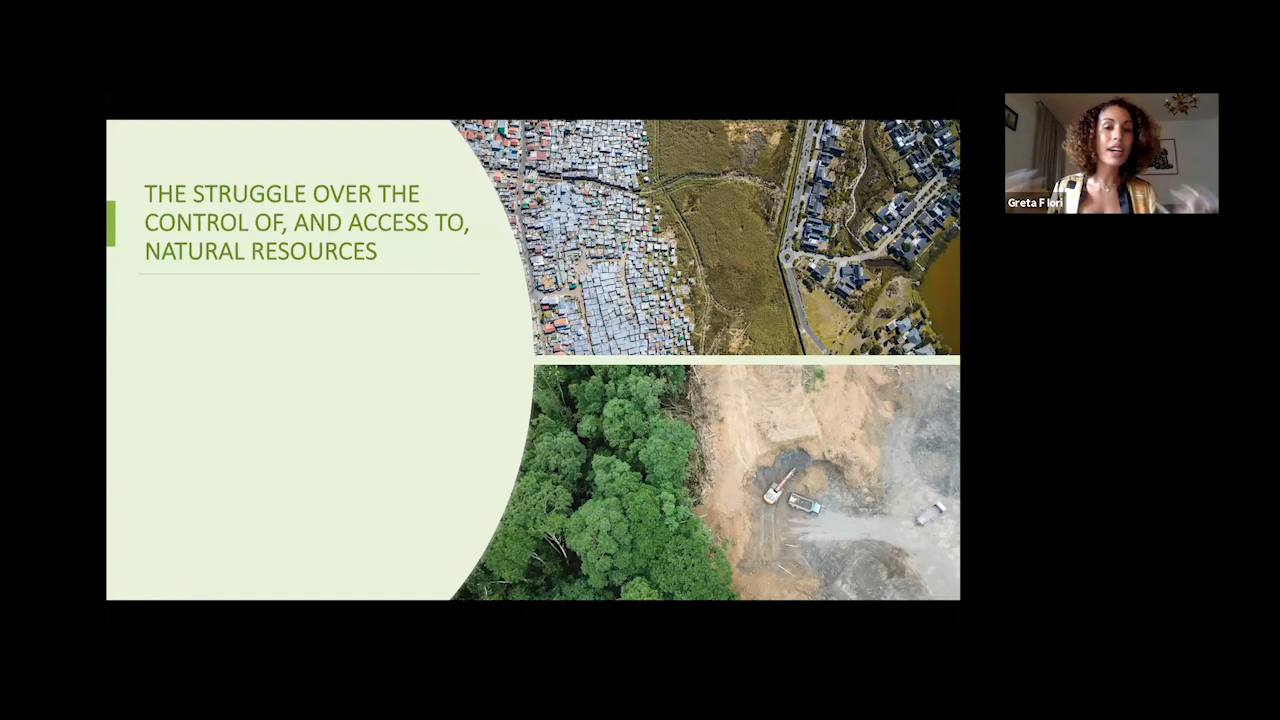 THE STRUGGLE OVER THE
CONTROL OF, AND ACCESS TO,
NATURAL RESOURCES
Greta F Iori